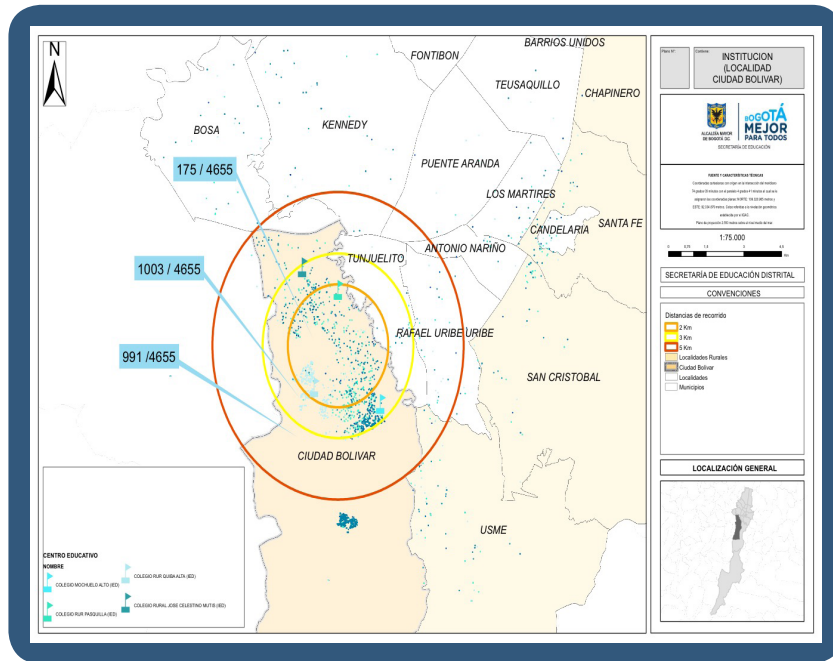 N
BARRIOS UNIDOS
FONTIBON
TEUSAQUILLO
CHAPINERO
BOSA
KENNEDY
PUENTE ARANDA
175 / 4655
LOS MARTIRES
SANTA FE
CANDELARIA
ANTONIO NARIÑO
TUNJUELITO
1003 / 4655
RAFAEL URIBE URIBE
991 /4655
SAN CRISTOBAL
CIUDAD BOLIVAR
USME
CENTRO EDUCATIVO
NOMBRE
COLEGIO MOCHUELO ALTO (IED)
COLEGIO RUR QUIBA ALTA (IED)
COLEGIO RUR PASQUILLA (IED)
COLEGIO RURAL JOSE CELESTINO MUTIS (IED)
INSTITUCION
(LOCALIDAD
CIUDAD BOLIVAR)
ALCALDÍA MAYOR
DE BOGOTÁ D.C.
SECRETARÍA DE EDUCACIÓN
BOGOTÁ
MEJOR
PARA TODOS
1:75.000
SECRETARÍA DE EDUCACIÓN DISTRITAL
CONVENCIONES
Distancias de recorrido
2 Km
3 Km
5 Km
Localidades Rurales
Ciudad Bolivar
Localidades
Municipios
LOCALIZACIÓN GENERAL